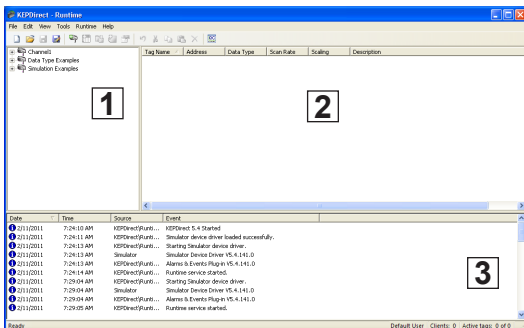 KEPDirect - Runtime
File Edit View Tools Runtime Help
Channel1
Data Type Examples
Simulation Examples
1
Tag Name Address Data Type Scan Rate Scaling Description
2
Date Time Source Event
2/11/2011 7:24:10 AM KEPDirect\Runti... KEPDirect 5.4 Started
2/11/2011 7:24:11 AM KEPDirect\Runti... Simulator device driver loaded successfully.
2/11/2011 7:24:13 AM KEPDirect\Runti... Starting Simulator device driver.
2/11/2011 7:24:13 AM Simulator Simulator Device Driver V5.4.141.0
2/11/2011 7:24:13 AM KEPDirect\Runti... Alarms & Events Plug-in V5.4.141.0
2/11/2011 7:24:14 AM KEPDirect\Runti... Runtime service started.
2/11/2011 7:29:04 AM KEPDirect\Runti... Starting Simulator device driver.
2/11/2011 7:29:04 AM Simulator Simulator Device Driver V5.4.141.0
2/11/2011 7:29:04 AM KEPDirect\Runti... Alarms & Events Plug-in V5.4.141.0
2/11/2011 7:29:05 AM KEPDirect\Runti... Runtime service started.
3
Ready Default User Clients: 0 Active tags: 0 of 0